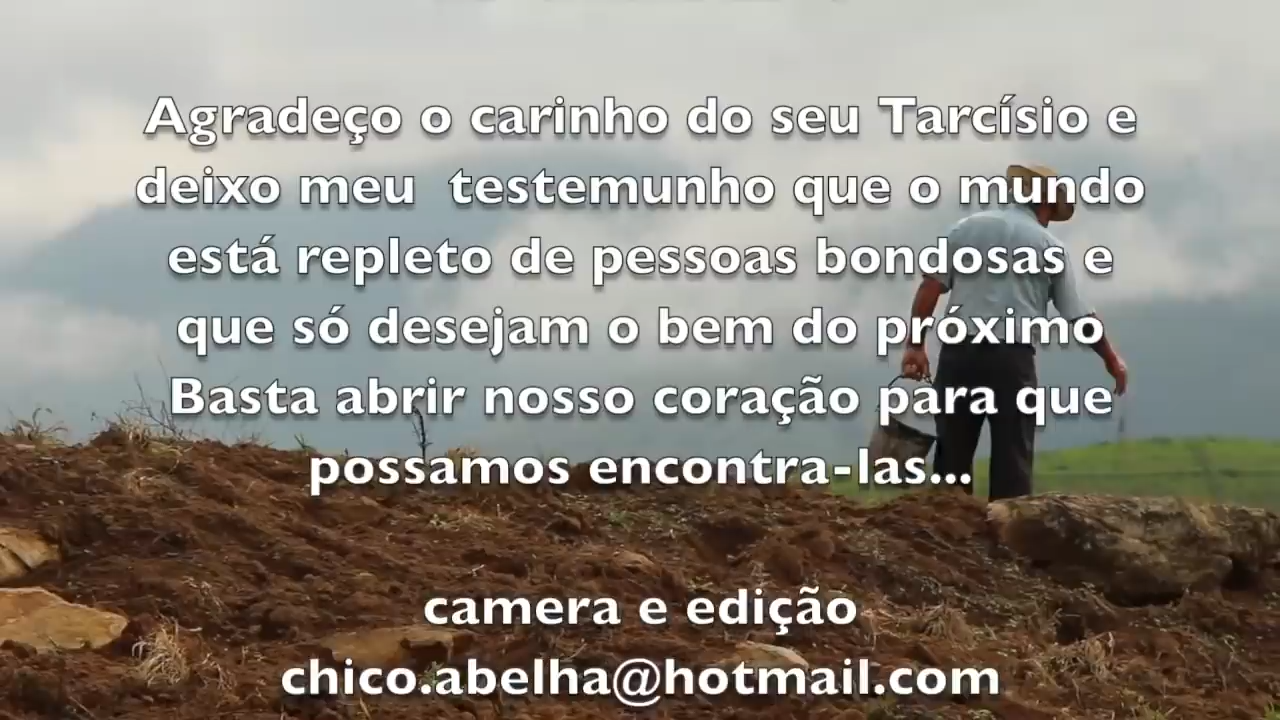 Agradeço o carinho do seu Tarcísio e
deixo meu testemunho que o mundo
está repleto de pessoas bondosas e
que só desejam o bem do próximo
Basta abrir nosso coração para que
possamos encontra-las...
camera e edição
chico.abelha@hotmail.com